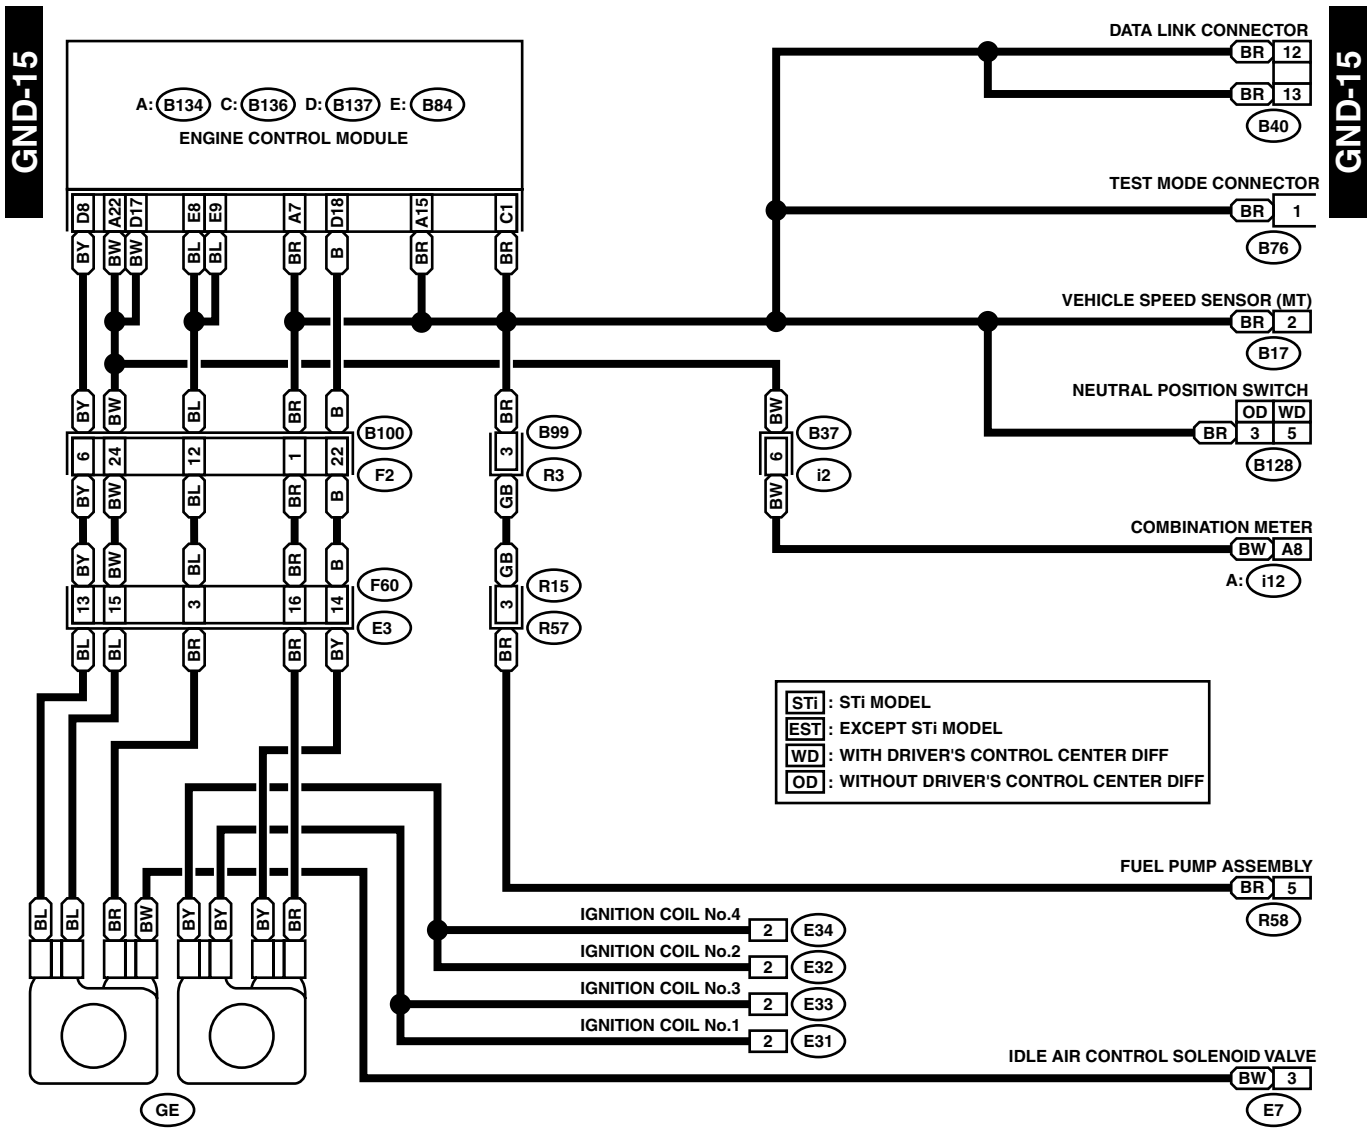 GND-15
GND-15
A: B134 C: B136 D: B137 E: B84
ENGINE CONTROL MODULE
D8 A22 D17 E8 E9 A7 D18 A15 C1
BY BW BW BL BL BR B BR BR
DATA LINK CONNECTOR
BR 12
BR 13
B40
TEST MODE CONNECTOR
BR 1
B76
VEHICLE SPEED SENSOR (MT)
BR 2
B17
NEUTRAL POSITION SWITCH
OD WD
BR 3 5
B128
BY BW BL BR B BR BW
6 24 12 1 22 3 6
B100 B99 B37
F2 R3 i2
BY BW BL BR B GB BW
COMBINATION METER
BW A8
A: i12
BY BW BL BR B GB
13 15 3 16 14 3
F60 R15
E3 R57
BL BL BR BR BY BR
STi : STi MODEL
EST : EXCEPT STi MODEL
WD : WITH DRIVER'S CONTROL CENTER DIFF
OD : WITHOUT DRIVER'S CONTROL CENTER DIFF
FUEL PUMP ASSEMBLY
BR 5
R58
BL BL BR BW BY BY BY BR
IGNITION COIL No.4
2 E34
IGNITION COIL No.2
2 E32
IGNITION COIL No.3
2 E33
IGNITION COIL No.1
2 E31
IDLE AIR CONTROL SOLENOID VALVE
BW 3
E7
GE